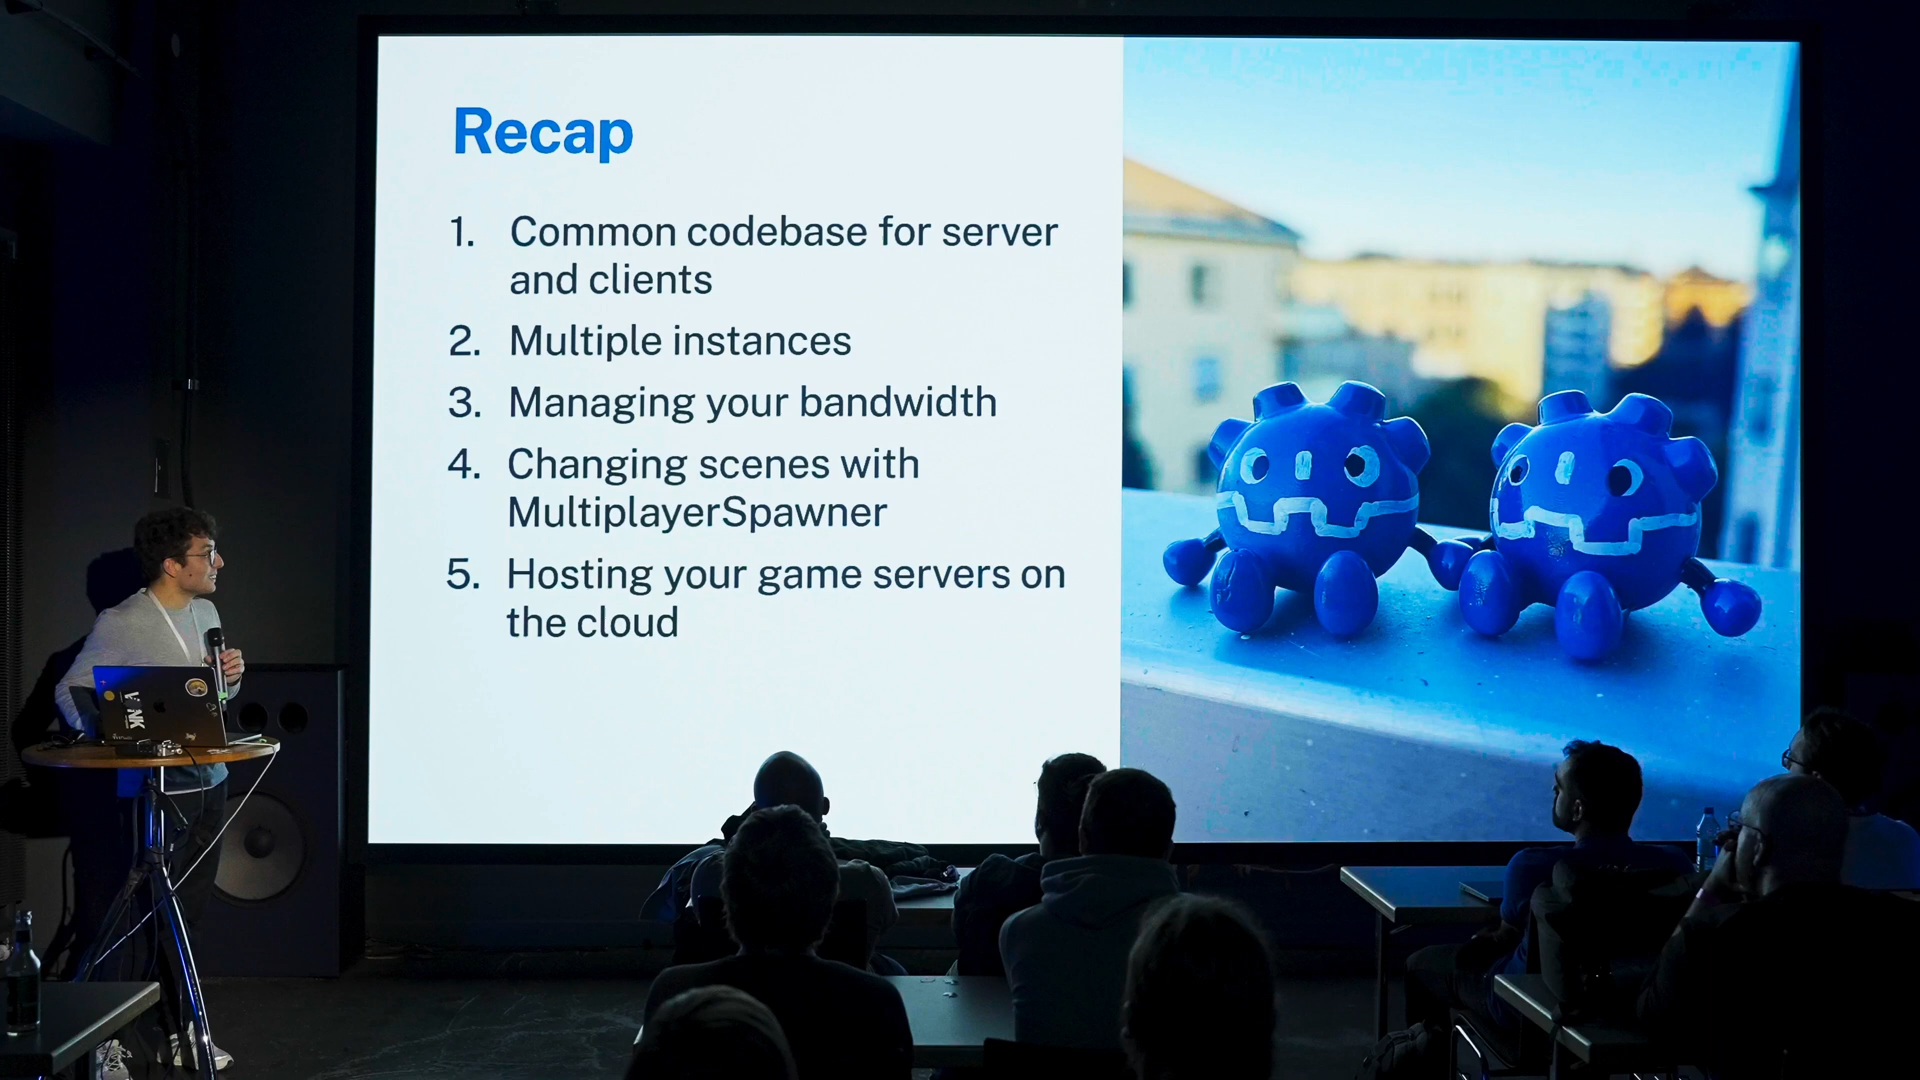 Recap
1. Common codebase for server
and clients
2. Multiple instances
3. Managing your bandwidth
4. Changing scenes with
MultiplayerSpawner
5. Hosting your game servers on
the cloud